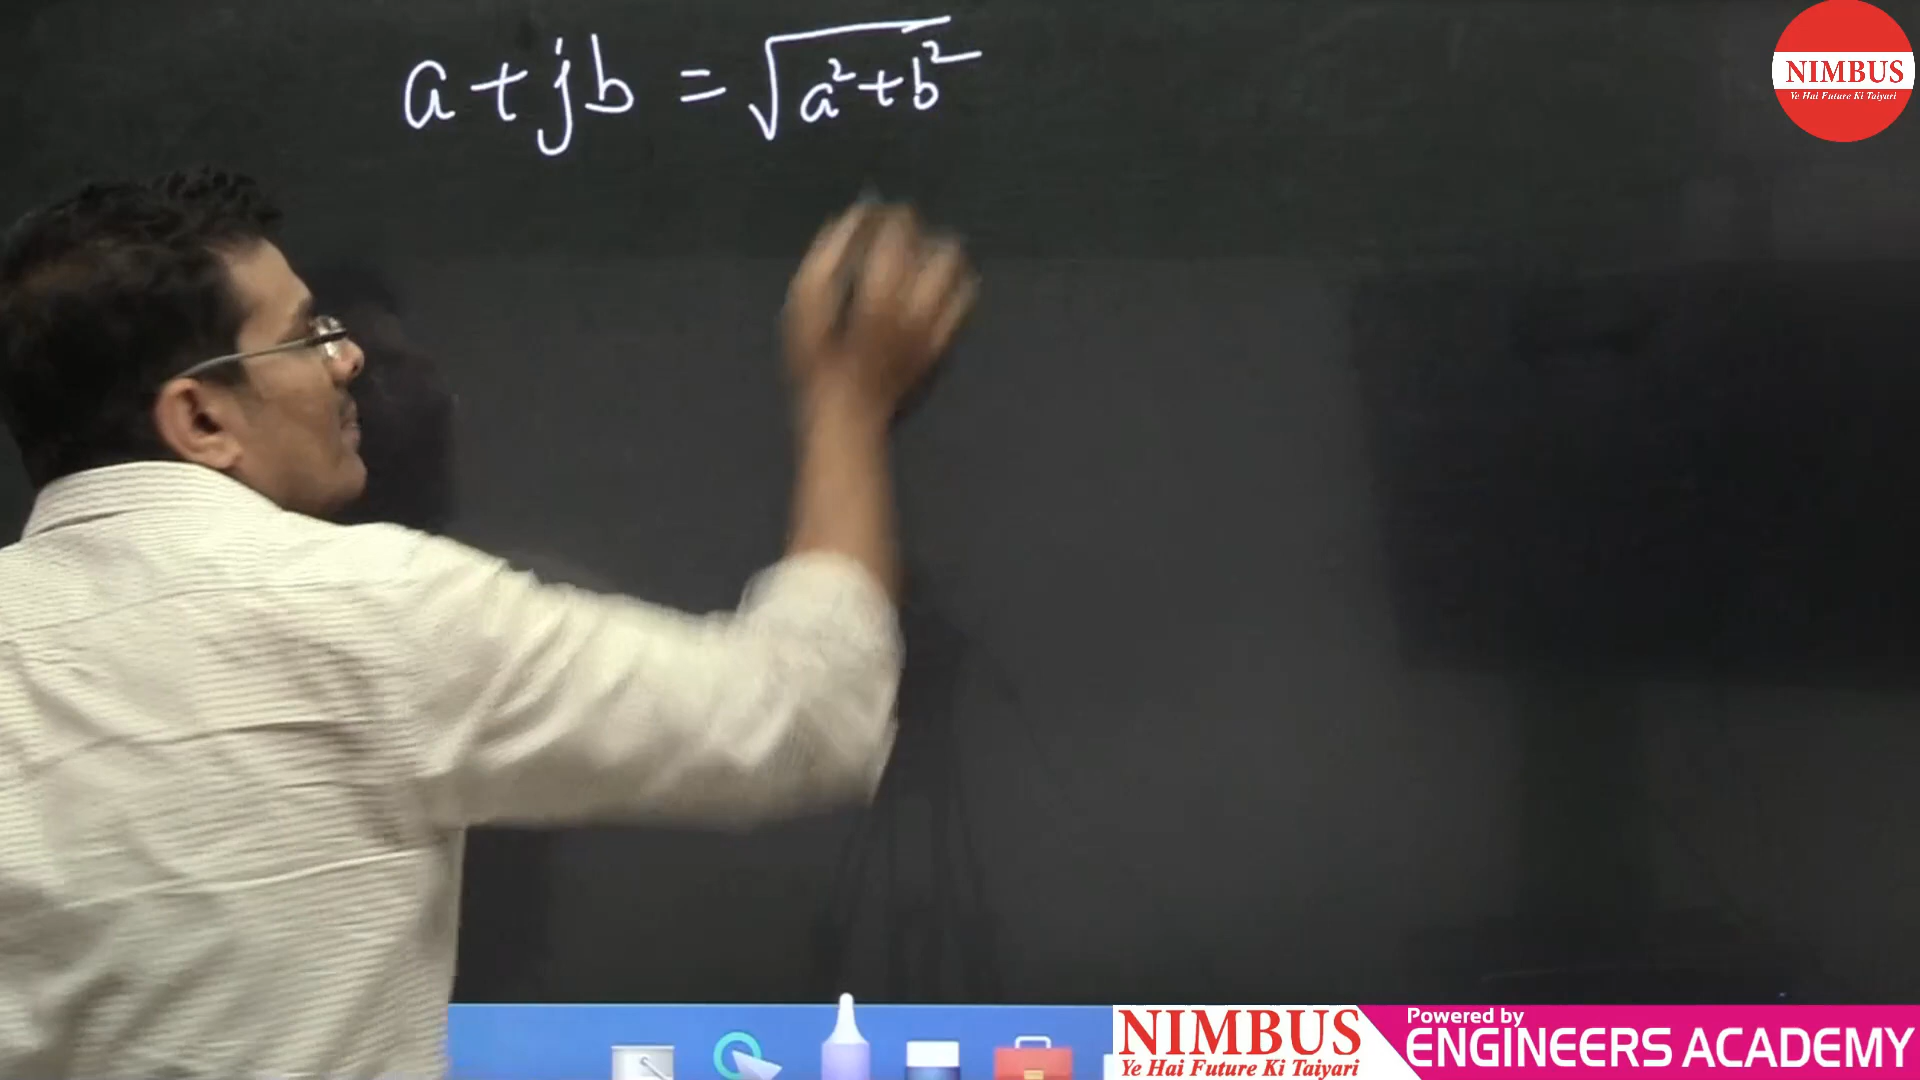 a + jb = √a²+b²
NIMBUS
Ye Hai Future Ki Taiyari
NIMBUS
Ye Hai Future Ki Taiyari
Powered by
ENGINEERS ACADEMY